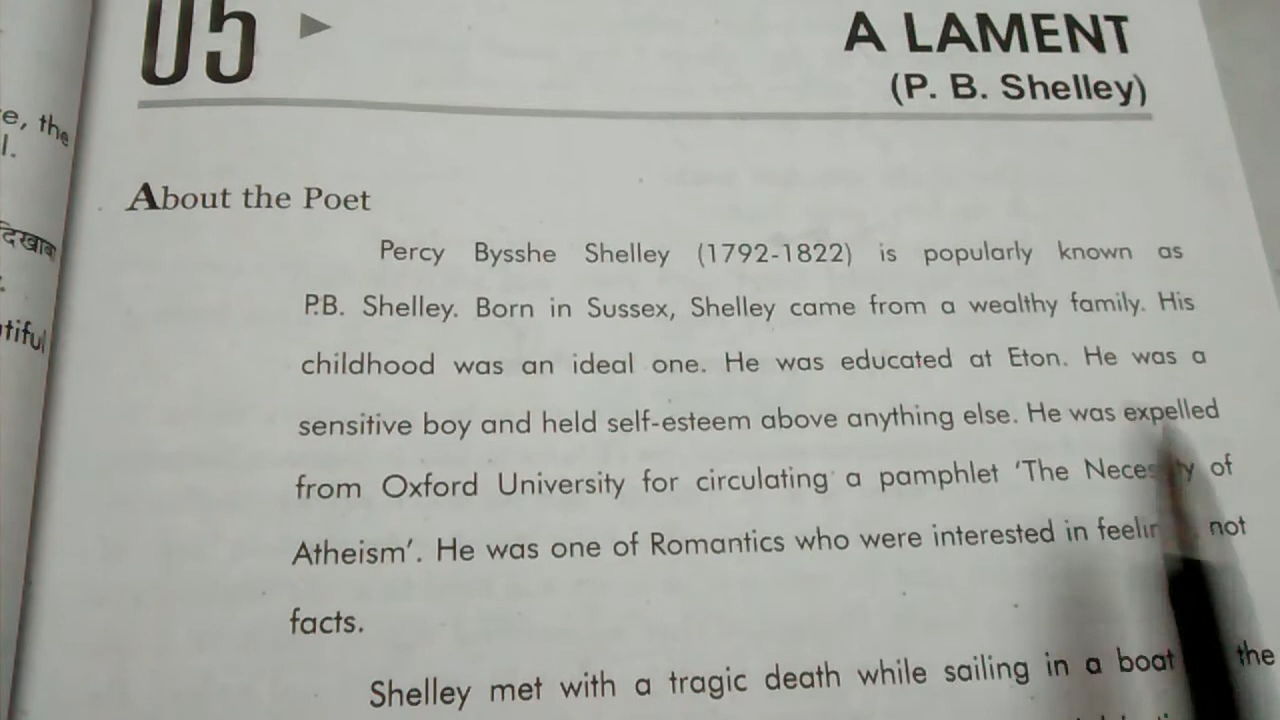 e, the
l.
दिखाव
tiful
05
A LAMENT
(P. B. Shelley)
About the Poet
Percy Bysshe Shelley (1792-1822) is popularly known as
P.B. Shelley. Born in Sussex, Shelley came from a wealthy family. His
childhood was an ideal one. He was educated at Eton. He was a
sensitive boy and held self-esteem above anything else. He was expelled
from Oxford University for circulating a pamphlet 'The Necessity of
Atheism'. He was one of Romantics who were interested in not
facts.
Shelley met with a tragic death while sailing in a boat the